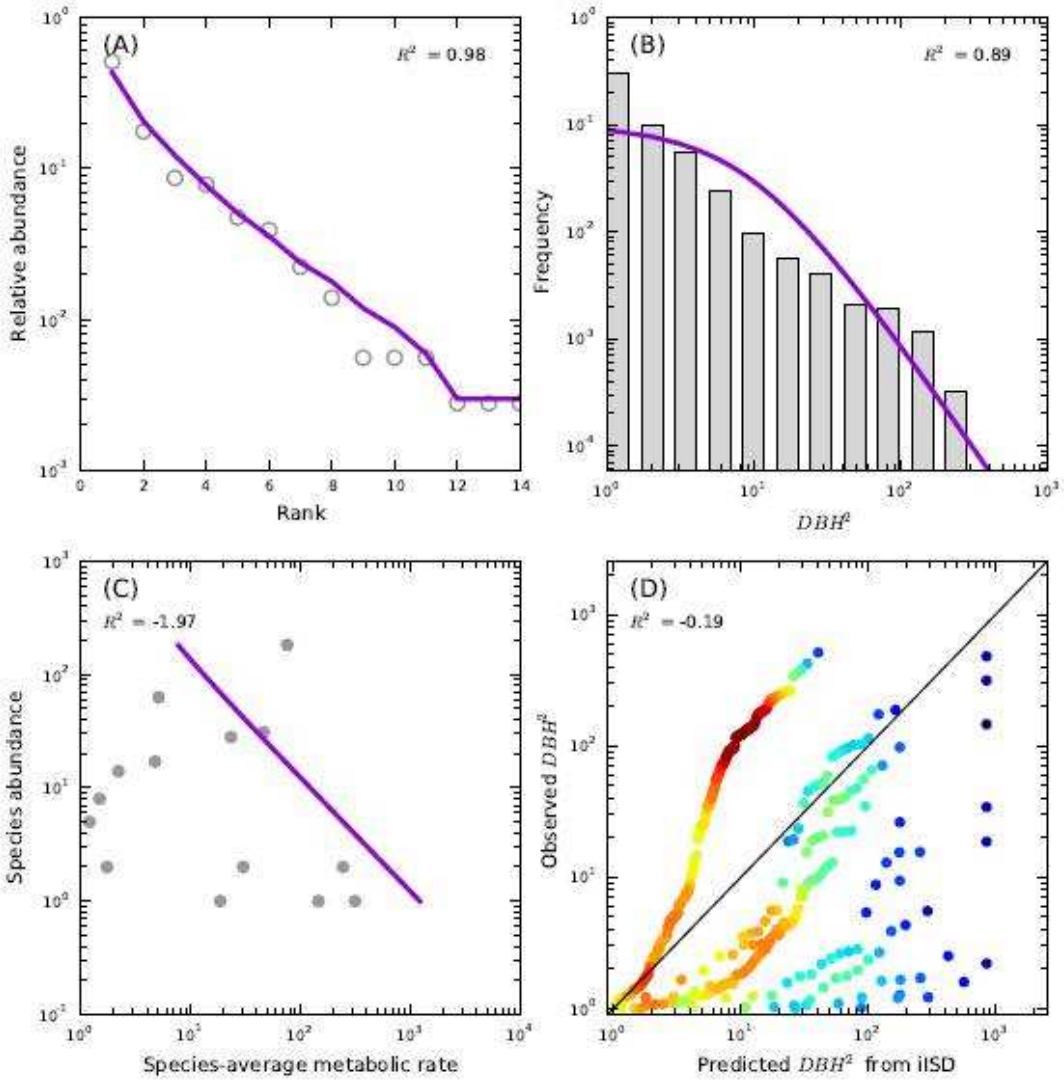 (A)
R² = 0.98
10⁰
10⁻¹
10⁻²
10⁻³
0 2 4 6 8 10 12 14
Relative abundance
Rank
(B)
R² = 0.89
10⁰
10⁻¹
10⁻²
10⁻³
10⁻⁴
10⁰ 10¹ 10² 10³
Frequency
DBH²
(C)
R² = -1.97
10³
10²
10¹
10⁰
10⁻¹
10⁰ 10¹ 10² 10³ 10⁴
Species abundance
Species-average metabolic rate
(D)
R² = -0.19
10³
10²
10¹
10⁰
10⁰ 10¹ 10² 10³
Observed DBH²
Predicted DBH² from iISD